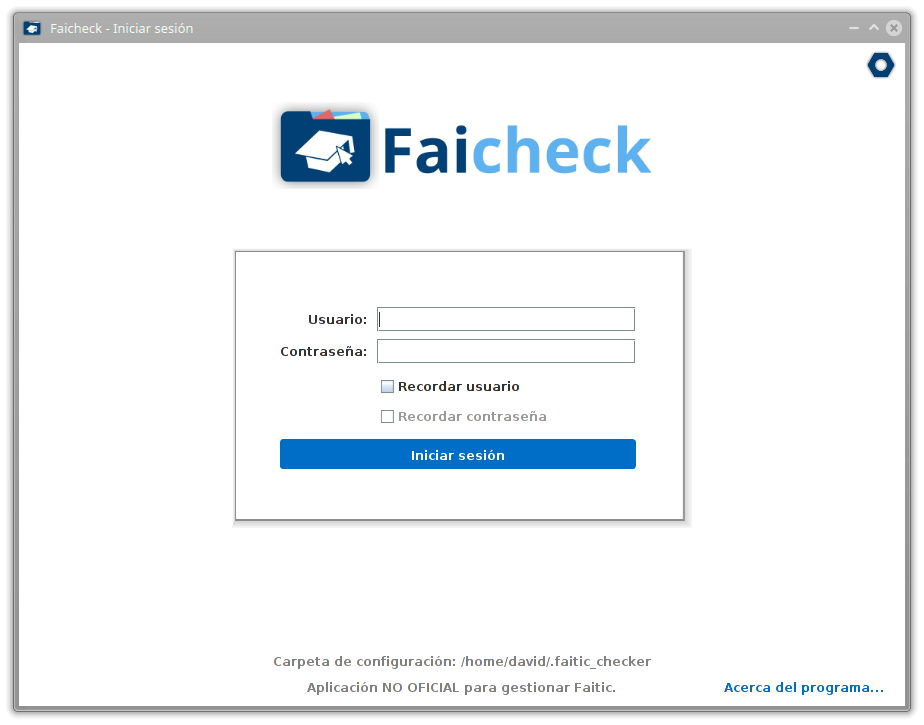 Faicheck - Iniciar sesión
Faicheck
Usuario:
Contraseña:
Recordar usuario
Recordar contraseña
Iniciar sesión
Carpeta de configuración: /home/david/.faitic_checker
Aplicación NO OFICIAL para gestionar Faitic.
Acerca del programa...